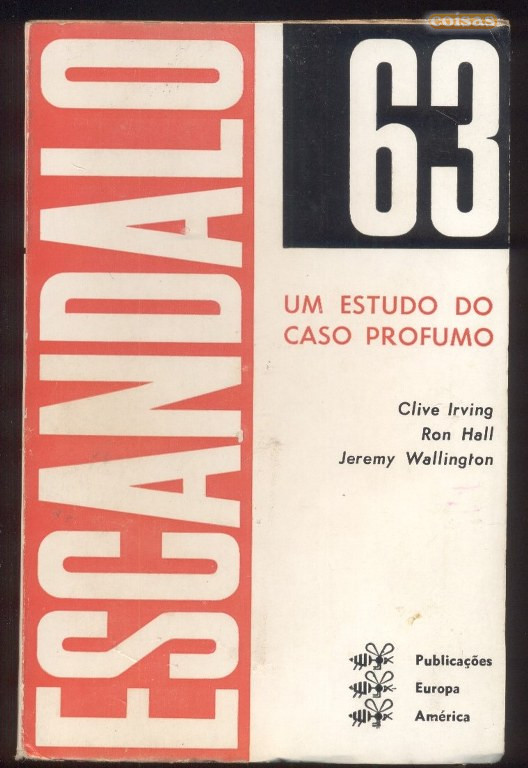 coisas
ESCANDALO
63
UM ESTUDO DO
CASO PROFUMO
Clive Irving
Ron Hall
Jeremy Wallington
Publicações
Europa
América